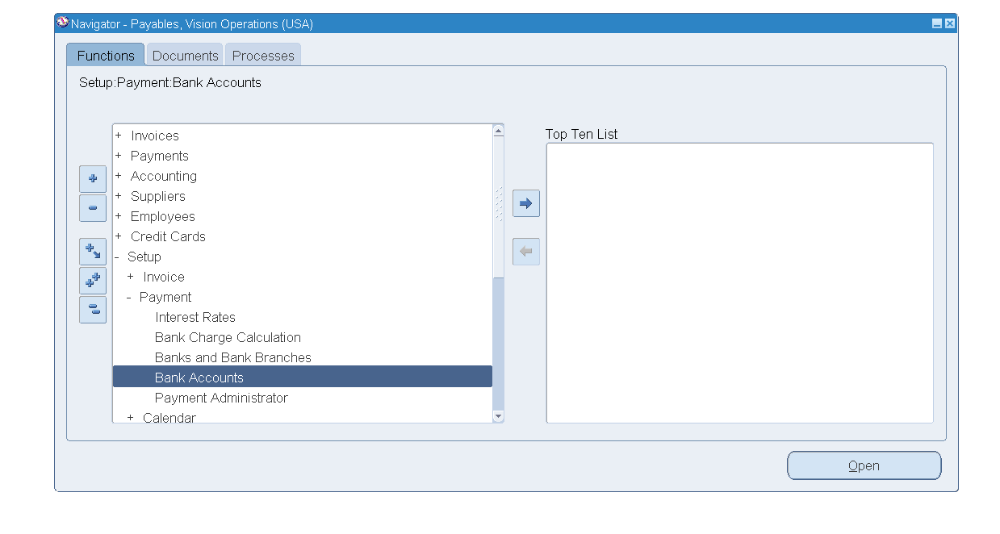 Navigator - Payables, Vision Operations (USA)
Functions
Documents
Processes
Setup:Payment:Bank Accounts
+ Invoices
+ Payments
+ Accounting
+ Suppliers
+ Employees
+ Credit Cards
- Setup
+ Invoice
- Payment
Interest Rates
Bank Charge Calculation
Banks and Bank Branches
Bank Accounts
Payment Administrator
+ Calendar
Top Ten List
Open